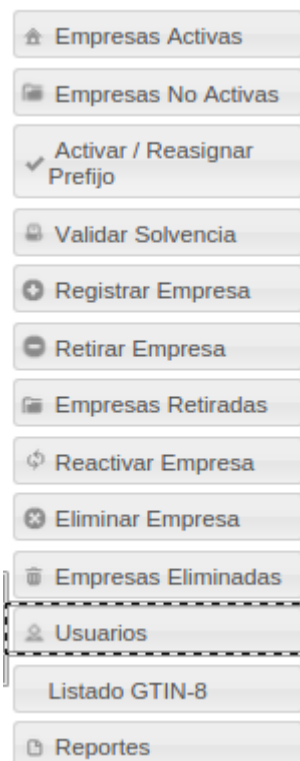 Empresas Activas
Empresas No Activas
Activar / Reasignar
Prefijo
Validar Solvencia
Registrar Empresa
Retirar Empresa
Empresas Retiradas
Reactivar Empresa
Eliminar Empresa
Empresas Eliminadas
Usuarios
Listado GTIN-8
Reportes